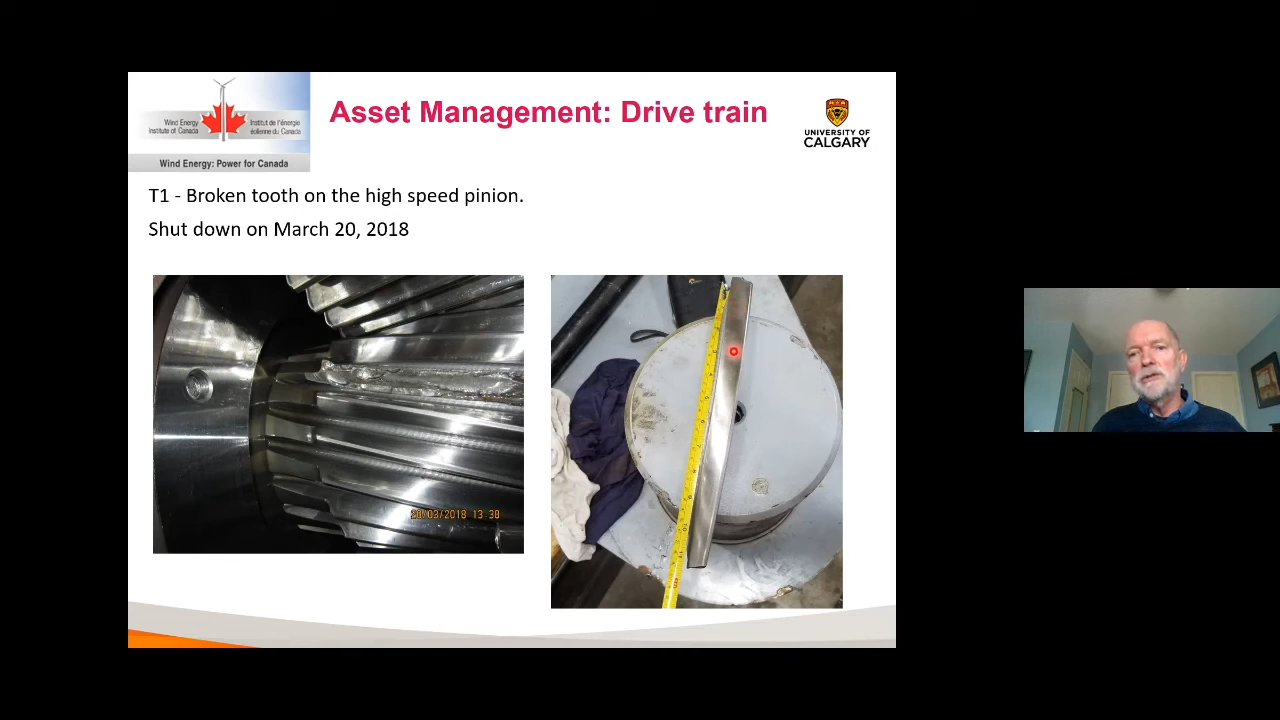 Wind Energy
Institute of Canada
Institut de l'énergie
éolienne du Canada
Wind Energy: Power for Canada
Asset Management: Drive train
UNIVERSITY OF
CALGARY
T1 - Broken tooth on the high speed pinion.
Shut down on March 20, 2018